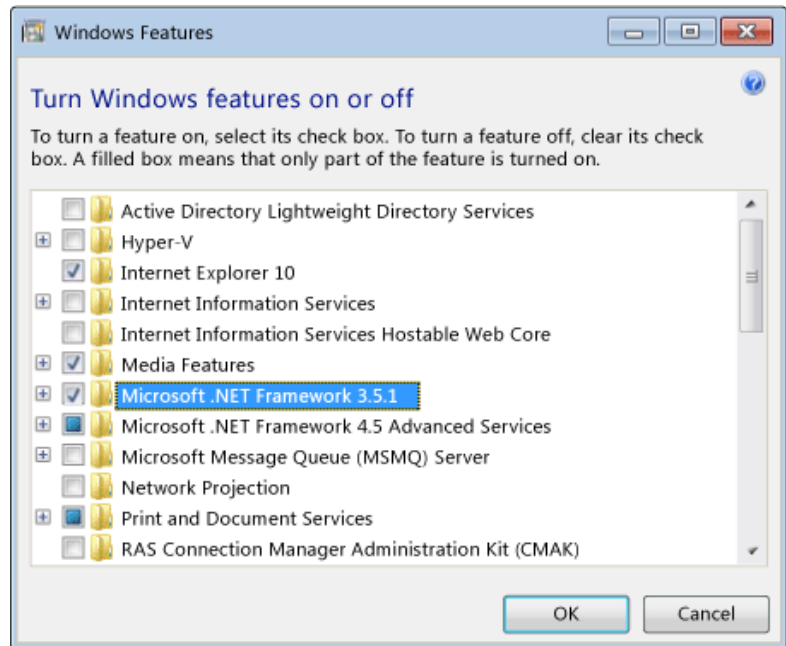 Windows Features
Turn Windows features on or off
To turn a feature on, select its check box. To turn a feature off, clear its check
box. A filled box means that only part of the feature is turned on.
Active Directory Lightweight Directory Services
Hyper-V
Internet Explorer 10
Internet Information Services
Internet Information Services Hostable Web Core
Media Features
Microsoft .NET Framework 3.5.1
Microsoft .NET Framework 4.5 Advanced Services
Microsoft Message Queue (MSMQ) Server
Network Projection
Print and Document Services
RAS Connection Manager Administration Kit (CMAK)
OK Cancel